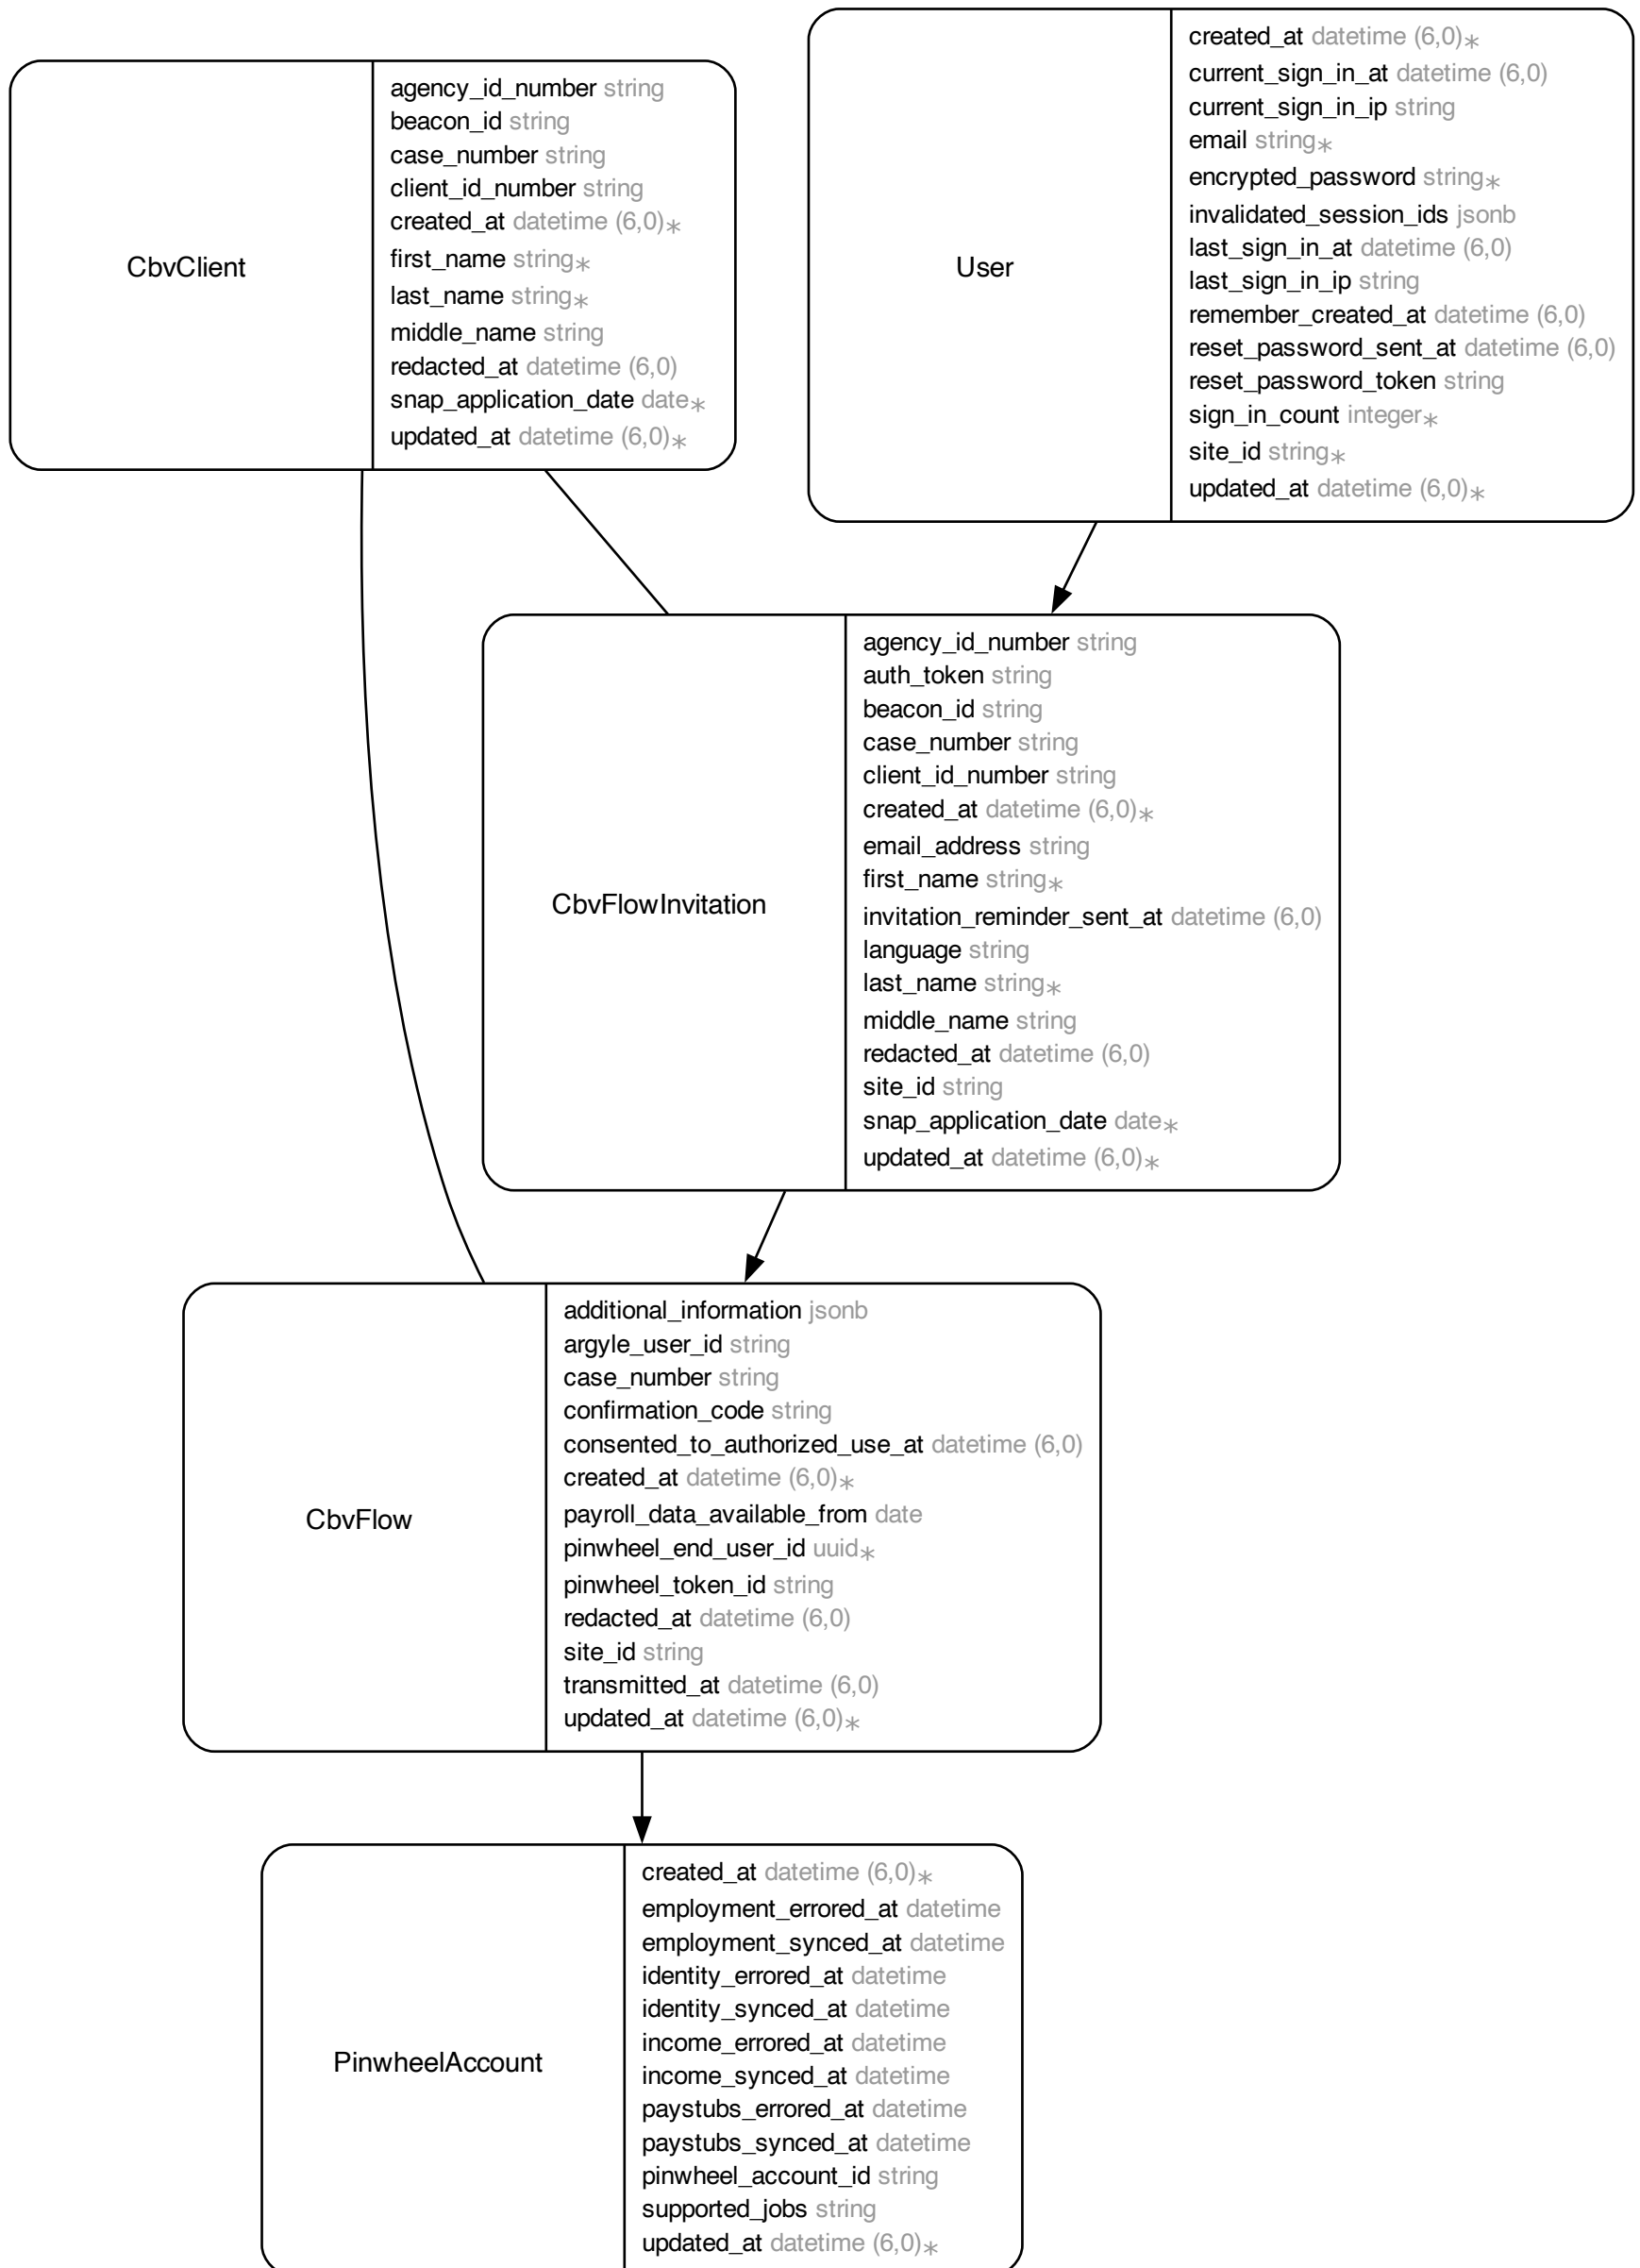 CbvClient
agency_id_number string
beacon_id string
case_number string
client_id_number string
created_at datetime (6,0)*
first_name string*
last_name string*
middle_name string
redacted_at datetime (6,0)
snap_application_date date*
updated_at datetime (6,0)*
User
created_at datetime (6,0)*
current_sign_in_at datetime (6,0)
current_sign_in_ip string
email string*
encrypted_password string*
invalidated_session_ids jsonb
last_sign_in_at datetime (6,0)
last_sign_in_ip string
remember_created_at datetime (6,0)
reset_password_sent_at datetime (6,0)
reset_password_token string
sign_in_count integer*
site_id string*
updated_at datetime (6,0)*
CbvFlowInvitation
agency_id_number string
auth_token string
beacon_id string
case_number string
client_id_number string
created_at datetime (6,0)*
email_address string
first_name string*
invitation_reminder_sent_at datetime (6,0)
language string
last_name string*
middle_name string
redacted_at datetime (6,0)
site_id string
snap_application_date date*
updated_at datetime (6,0)*
CbvFlow
additional_information jsonb
argyle_user_id string
case_number string
confirmation_code string
consented_to_authorized_use_at datetime (6,0)
created_at datetime (6,0)*
payroll_data_available_from date
pinwheel_end_user_id uuid*
pinwheel_token_id string
redacted_at datetime (6,0)
site_id string
transmitted_at datetime (6,0)
updated_at datetime (6,0)*
PinwheelAccount
created_at datetime (6,0)*
employment_errored_at datetime
employment_synced_at datetime
identity_errored_at datetime
identity_synced_at datetime
income_errored_at datetime
income_synced_at datetime
paystubs_errored_at datetime
paystubs_synced_at datetime
pinwheel_account_id string
supported_jobs string
updated_at datetime (6,0)*